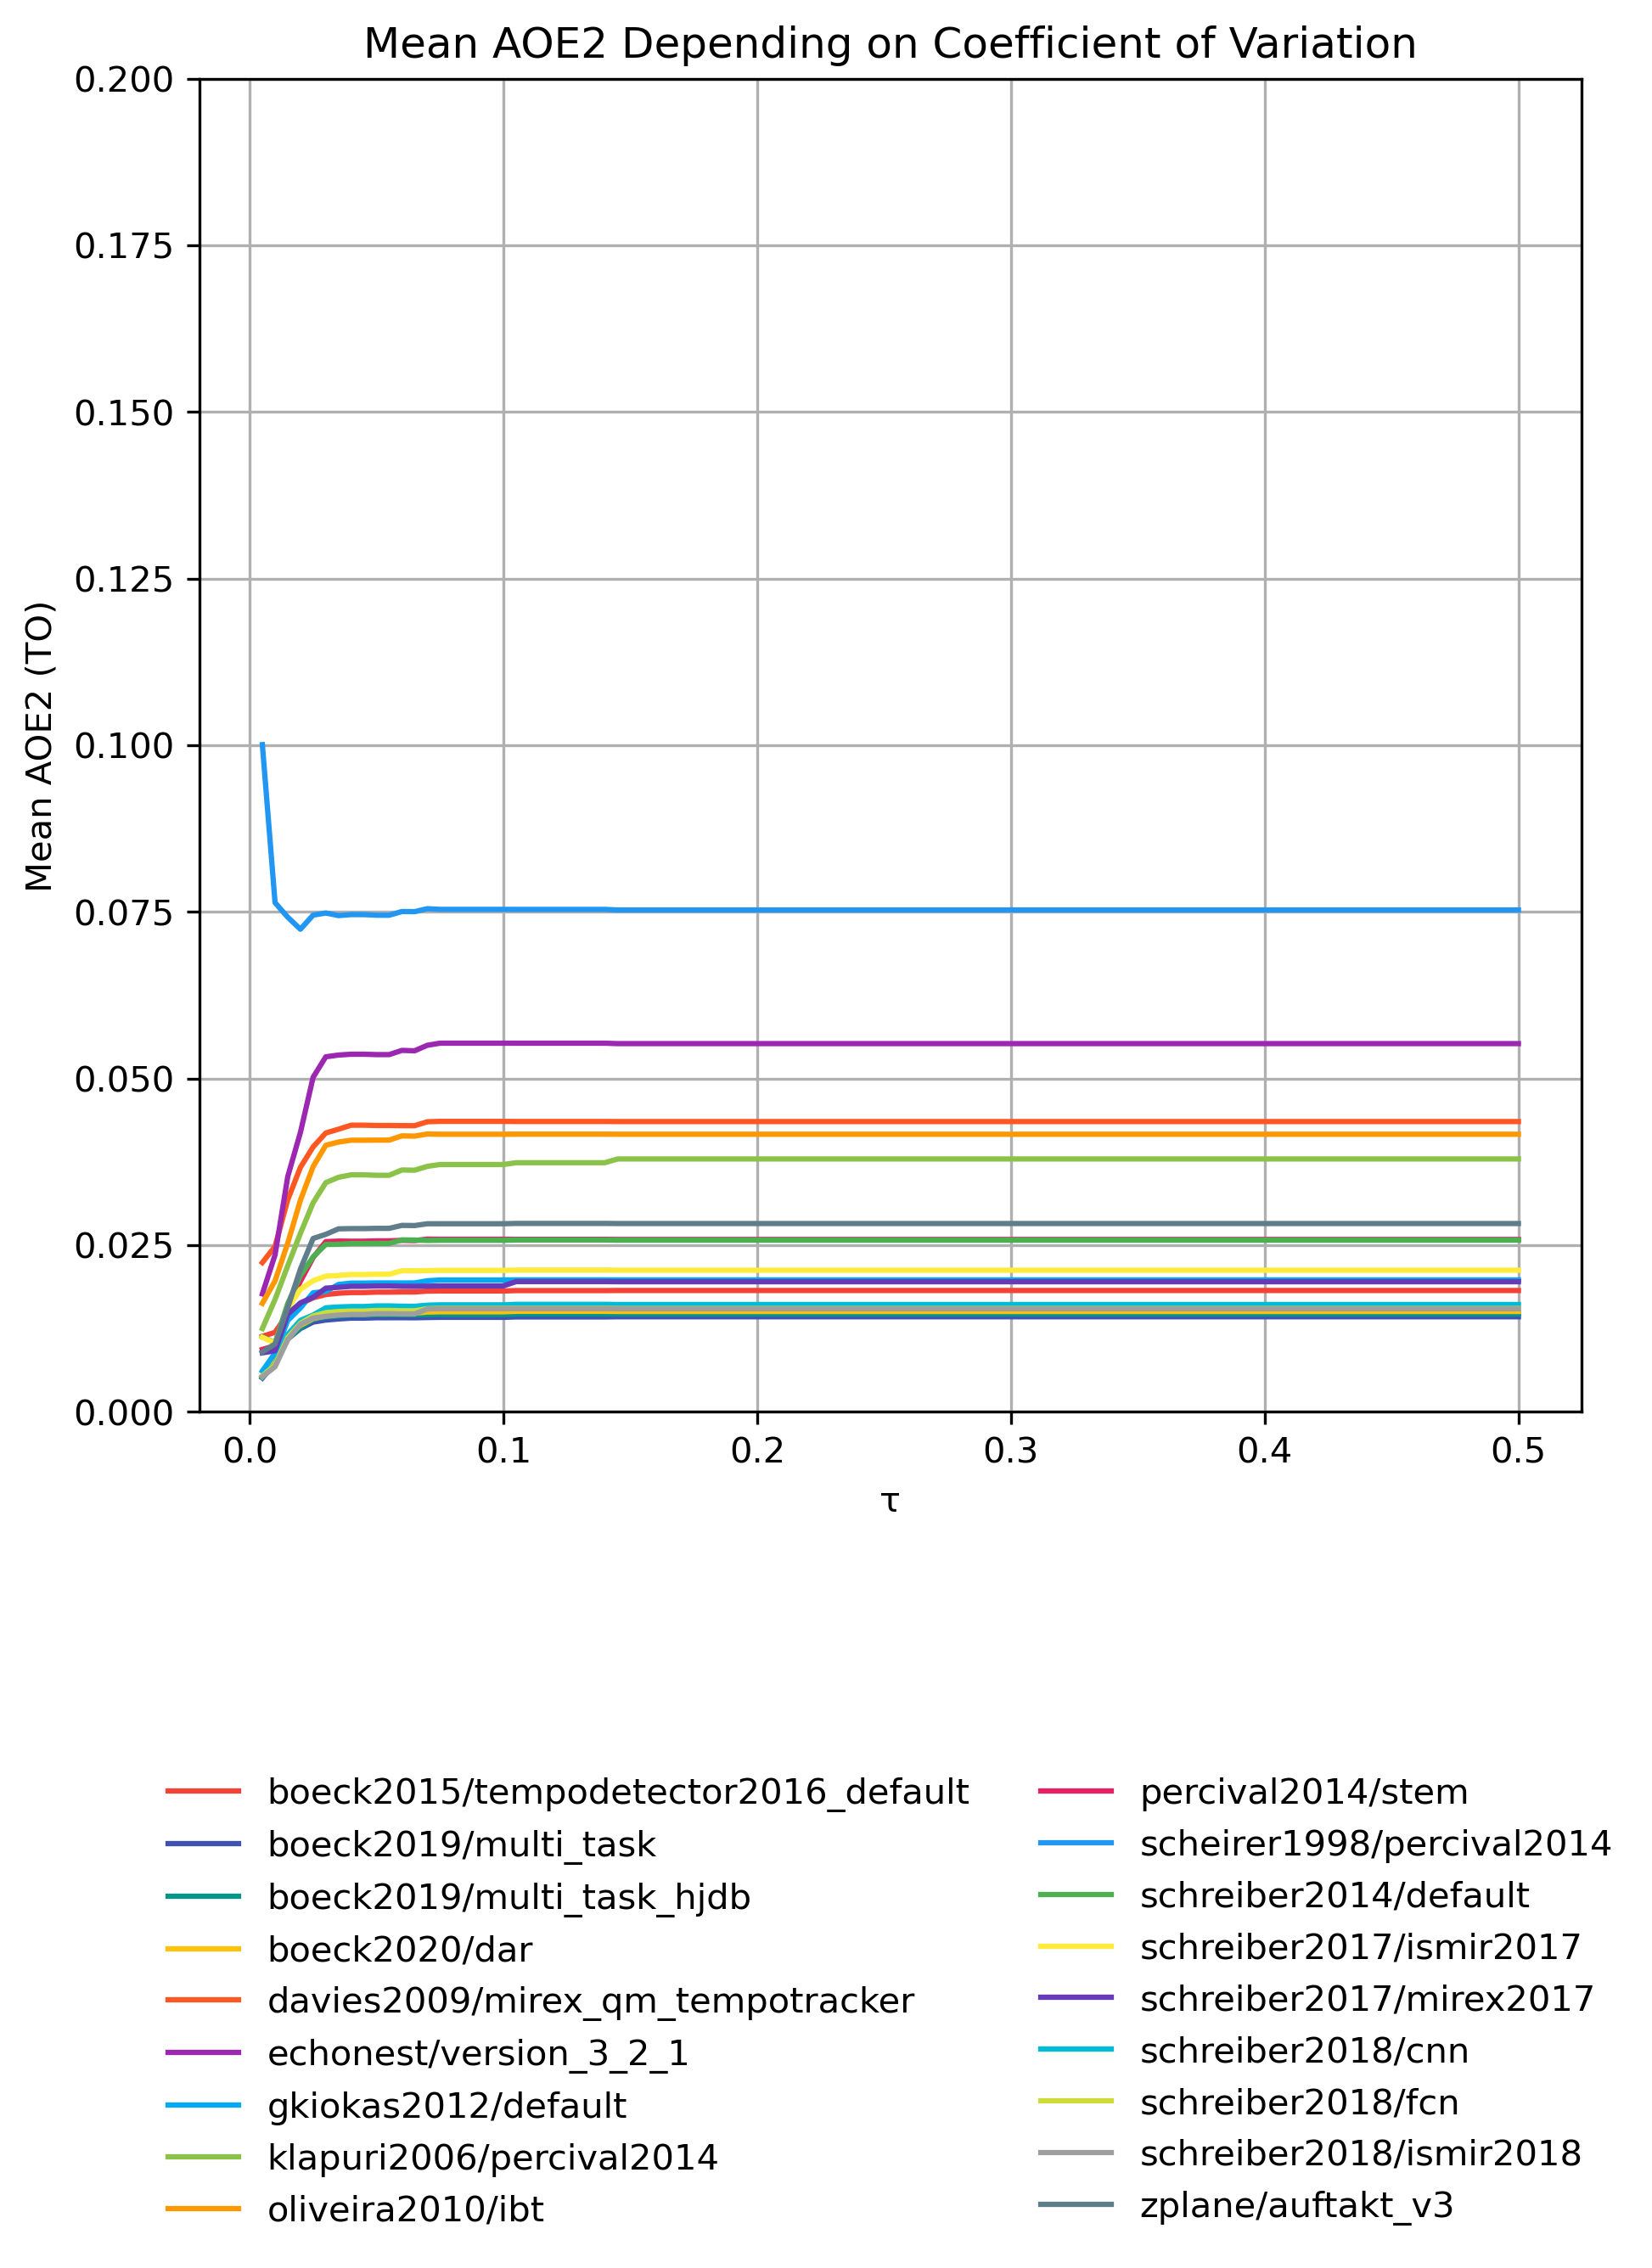 Mean AOE2 Depending on Coefficient of Variation
0.200
0.175
0.150
0.125
0.100
0.075
0.050
0.025
0.000
Mean AOE2 (TO)
0.0 0.1 0.2 0.3 0.4 0.5
τ
boeck2015/tempodetector2016_default
boeck2019/multi_task
boeck2019/multi_task_hjdb
boeck2020/dar
davies2009/mirex_qm_tempotracker
echonest/version_3_2_1
gkiokas2012/default
klapuri2006/percival2014
oliveira2010/ibt
percival2014/stem
scheirer1998/percival2014
schreiber2014/default
schreiber2017/ismir2017
schreiber2017/mirex2017
schreiber2018/cnn
schreiber2018/fcn
schreiber2018/ismir2018
zplane/auftakt_v3